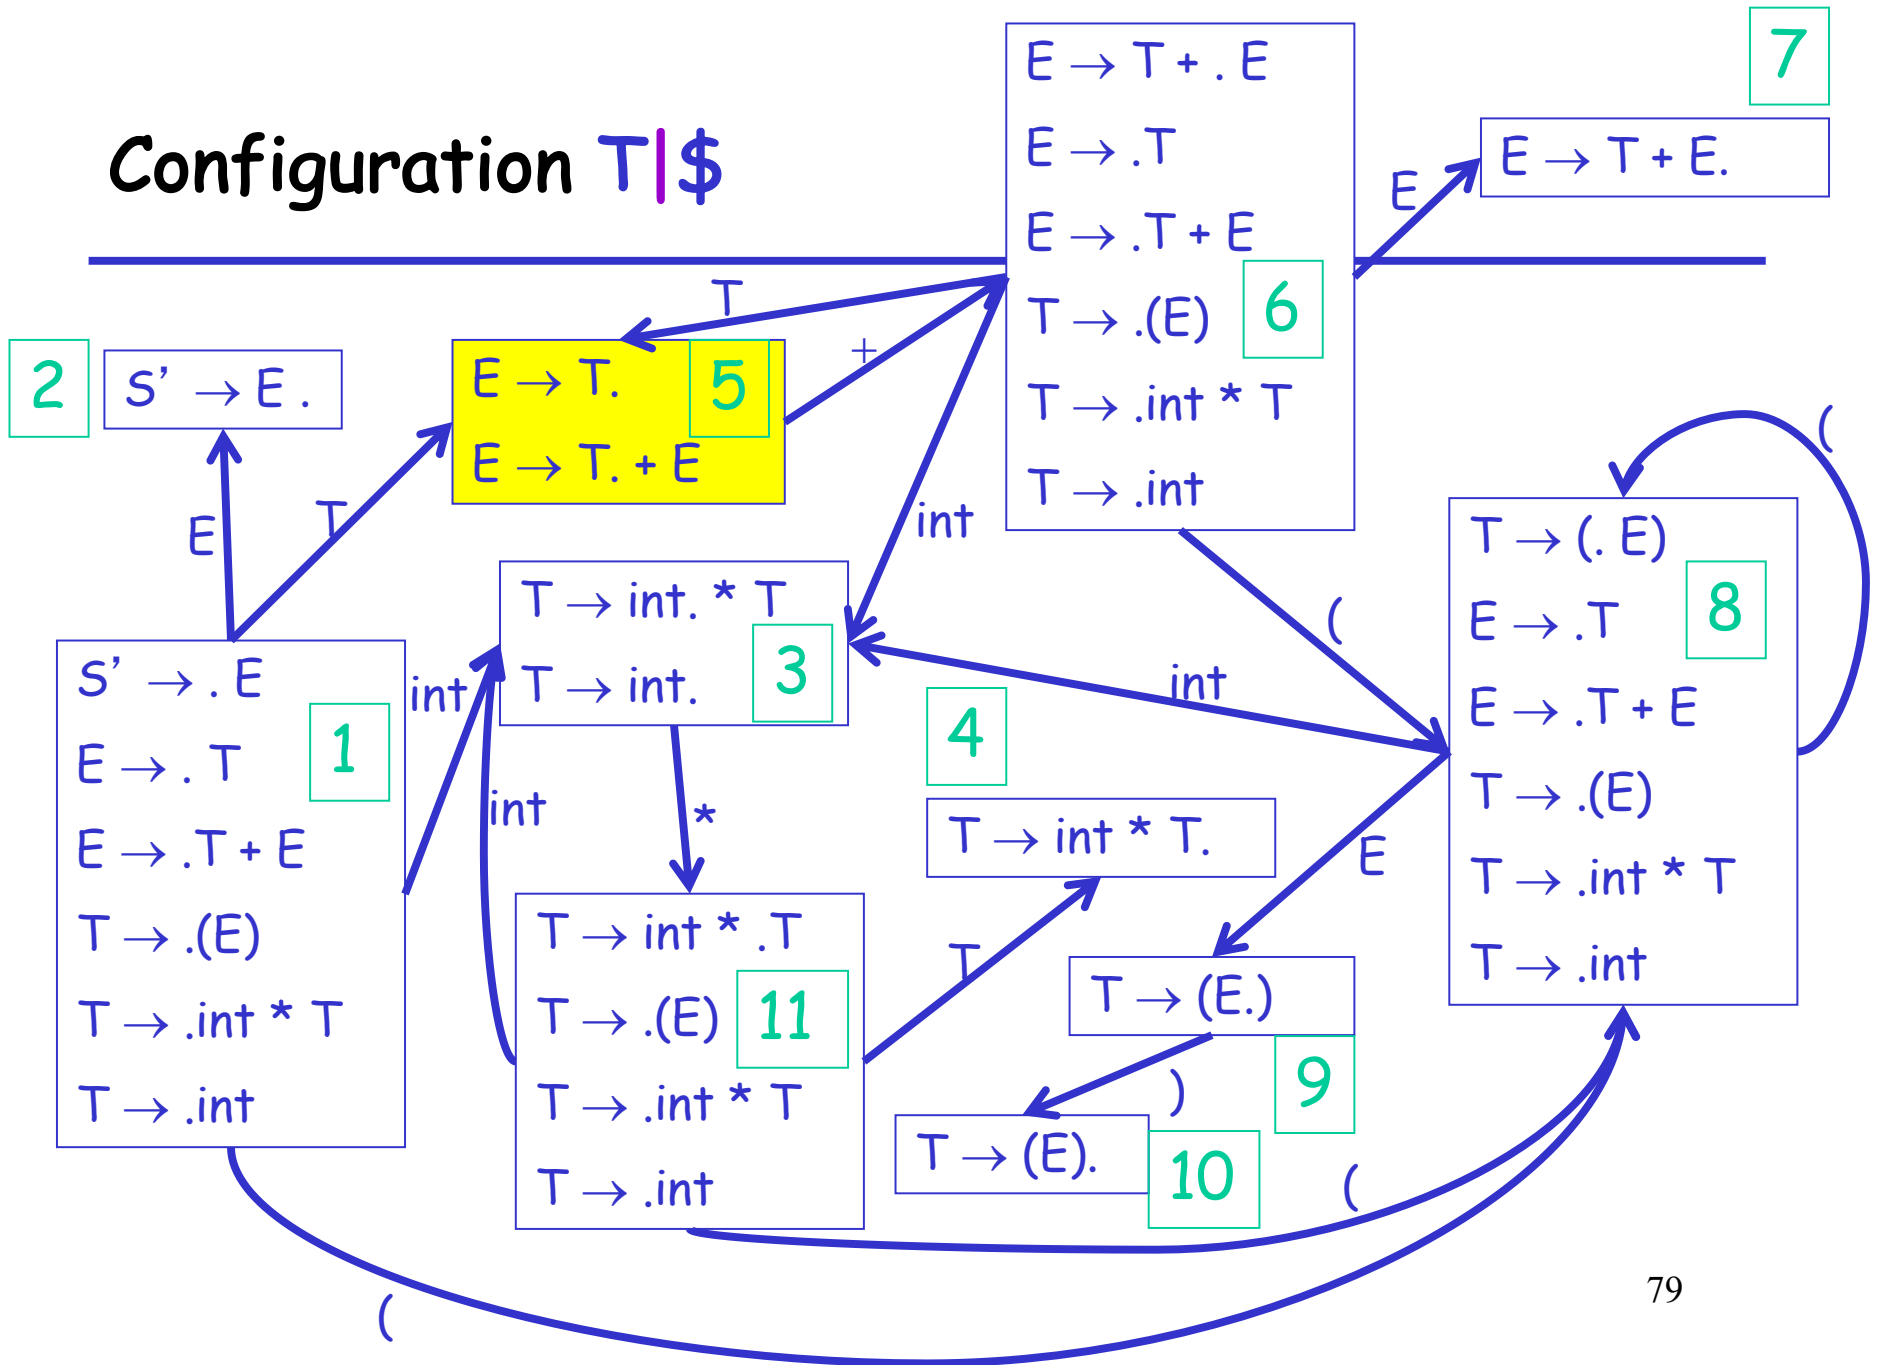 Configuration T|$
E → T + . E
E → .T
E → .T + E
T → .(E)
T → .int * T
T → .int
6
7
E → T + E.
E
T
+
int
(
2
S’ → E .
E
T
E → T.
E → T. + E
5
S’ → . E
E → . T
E → .T + E
T → .(E)
T → .int * T
T → .int
1
int
T → int. * T
T → int.
3
int
*
int
4
T → int * T.
T
T → int * .T
T → .(E)
T → .int * T
T → .int
11
(
T → (. E)
E → .T
E → .T + E
T → .(E)
T → .int * T
T → .int
8
E
T → (E.)
9
)
T → (E).
10
(
(
79